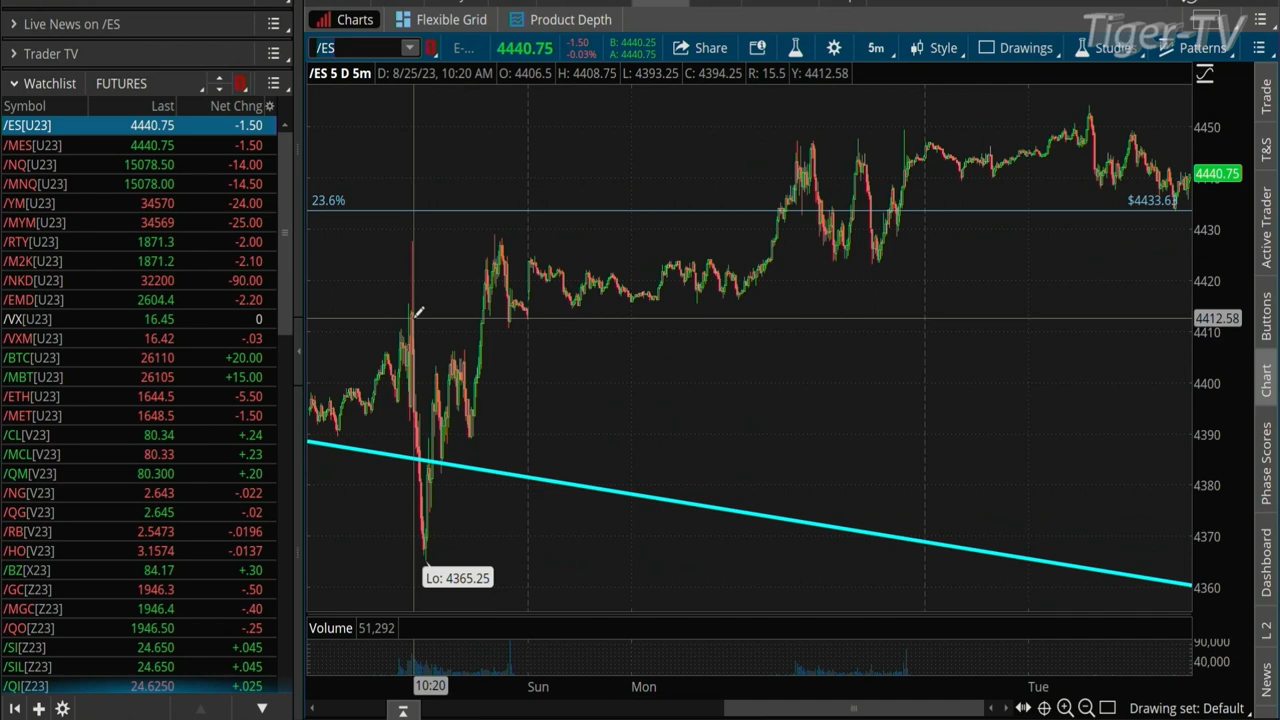 Live News on /ES
Charts
Flexible Grid
Product Depth
Tiger-TV
Trader TV
/ES
E-...
4440.75
-1.50
-0.03%
B: 4440.25
A: 4440.75
Share
5m
Style
Drawings
Studies
Patterns
Watchlist
FUTURES
/ES 5 D 5m
D: 8/25/23, 10:20 AM
O: 4406.5
H: 4408.75
L: 4393.25
C: 4394.25
R: 15.5
Y: 4412.58
Symbol Last Net Chng
/ES[U23] 4440.75 -1.50
/MES[U23] 4440.75 -1.50
/NQ[U23] 15078.50 -14.00
/MNQ[U23] 15078.00 -14.50
/YM[U23] 34570 -24.00
/MYM[U23] 34569 -25.00
/RTY[U23] 1871.3 -2.00
/M2K[U23] 1871.2 -2.10
/NKD[U23] 32200 -90.00
/EMD[U23] 2604.4 -2.20
/VX[U23] 16.45 0
/VXM[U23] 16.42 -.03
/BTC[U23] 26110 +20.00
/MBT[U23] 26105 +15.00
/ETH[U23] 1644.5 -5.50
/MET[U23] 1648.5 -1.50
/CL[V23] 80.34 +.24
/MCL[V23] 80.33 +.23
/QM[V23] 80.300 +.20
/NG[V23] 2.643 -.022
/QG[V23] 2.645 -.02
/RB[V23] 2.5473 -.0196
/HO[V23] 3.1574 -.0137
/BZ[X23] 84.17 +.30
/GC[Z23] 1946.3 -.50
/MGC[Z23] 1946.4 -.40
/QO[Z23] 1946.50 -.25
/SI[Z23] 24.650 +.045
/SIL[Z23] 24.650 +.045
/QI[Z23] 24.6250 +.025
23.6%
$4433.63
Lo: 4365.25
4450
4440.75
4430
4420
4412.58
4410
4400
4390
4380
4370
4360
Volume 51,292
90,000
40,000
10:20
Sun
Mon
Tue
Drawing set: Default
Trade
T&S
Active Trader
Buttons
Chart
Phase Scores
Dashboard
L 2
News